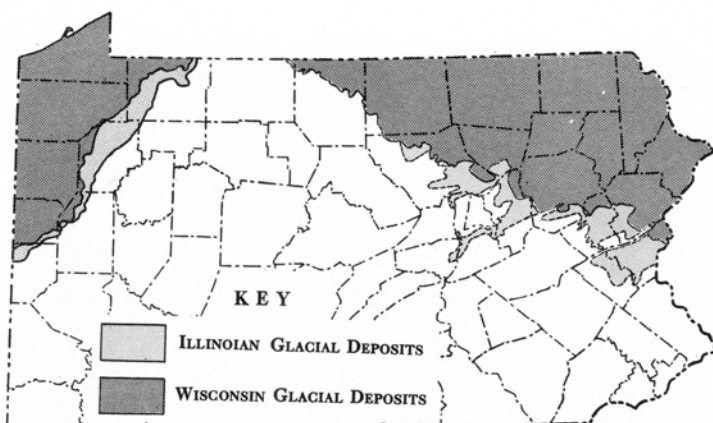 KEY
ILLINOIAN GLACIAL DEPOSITS
WISCONSIN GLACIAL DEPOSITS